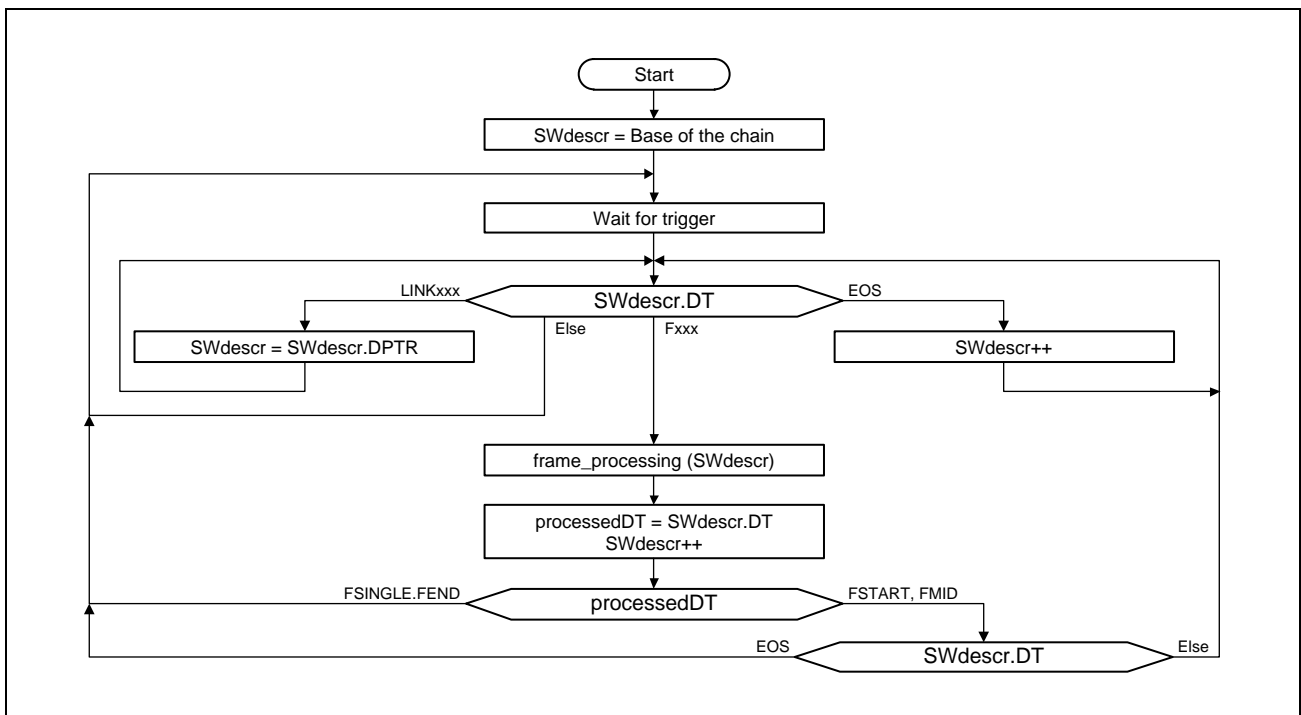 Start
SWdescr = Base of the chain
Wait for trigger
LINKxxx
SWdescr.DT
EOS
Else
Fxxx
SWdescr = SWdescr.DPTR
SWdescr++
frame_processing (SWdescr)
processedDT = SWdescr.DT
SWdescr++
FSINGLE.FEND
processedDT
FSTART, FMID
EOS
SWdescr.DT
Else